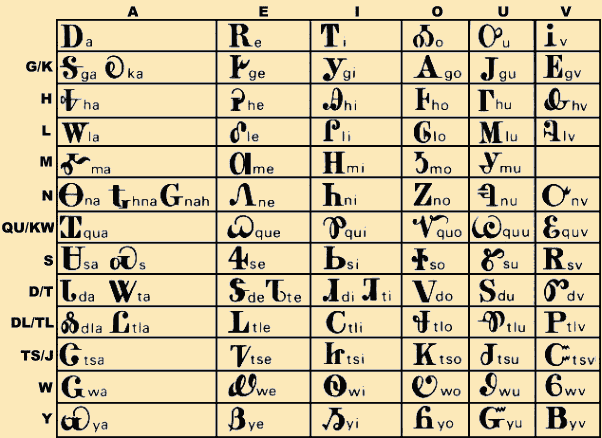 A E I O U V
Ꭰa Ꭱe Ꭲi Ꭳo Ꭴu Ꭵv
G/K Ꭶga Ꭷka Ꭸge Ꭹgi Ꭺgo Ꭻgu Ꭼgv
H Ꭽha Ꭾhe Ꭿhi Ꮀho Ꮁhu Ꮂhv
L Ꮃla Ꮄle Ꮅli Ꮆlo Ꮇlu Ꮈlv
M Ꮉma Ꮊme Ꮋmi Ꮌmo Ꮍmu
N Ꮎna Ꮏhna Ꮐnah Ꮑne Ꮒni Ꮓno Ꮔnu Ꮕnv
QU/KW Ꮖqua Ꮗque Ꮘqui Ꮙquo Ꮚquu Ꮛquv
S Ꮜsa Ꮝs Ꮞse Ꮟsi Ꮠso Ꮡsu Ꮢsv
D/T Ꮣda Ꮤta Ꮥde Ꮦte Ꮧdi Ꮨti Ꮩdo Ꮪdu Ꮫdv
DL/TL Ꮬdla Ꮭtla Ꮮtle Ꮯtli Ꮰtlo Ꮱtlu Ꮲtlv
TS/J Ꮳtsa Ꮴtse Ꮵtsi Ꮶtso Ꮷtsu Ꮸtsv
W Ꮹwa Ꮺwe Ꮻwi Ꮼwo Ꮽwu Ꮾwv
Y Ꮿya Ᏸye Ᏹyi Ᏺyo Ᏻyu Ᏼyv